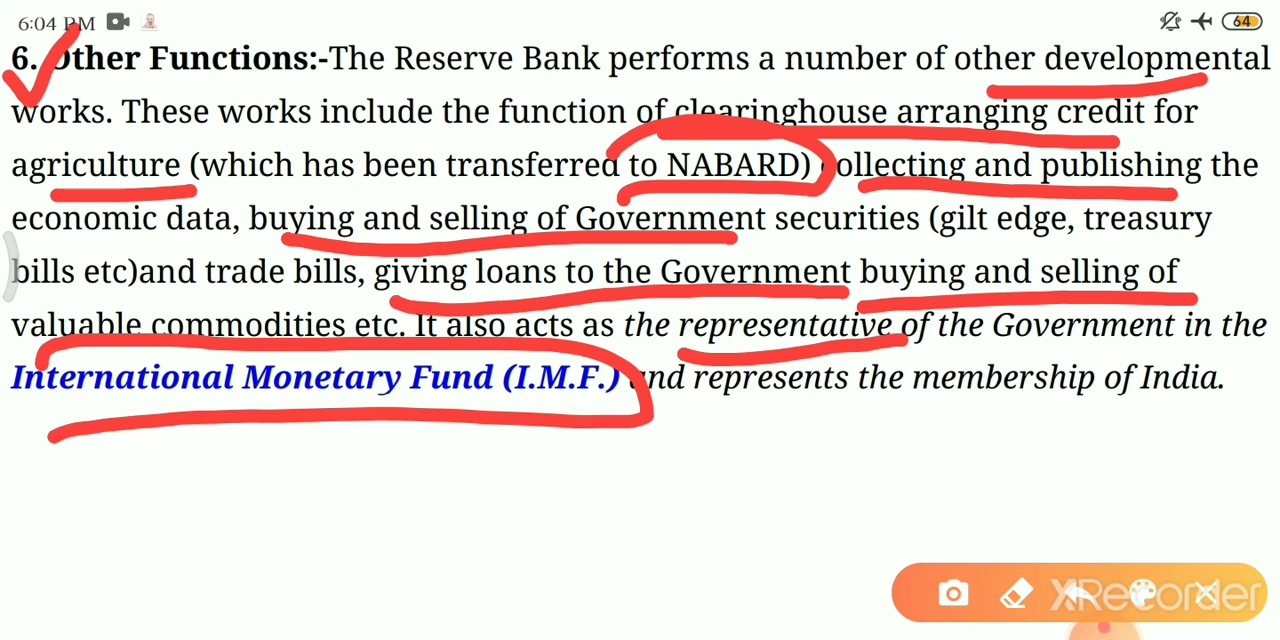 6:04 PM 64
6. Other Functions:-The Reserve Bank performs a number of other developmental
works. These works include the function of clearinghouse arranging credit for
agriculture (which has been transferred to NABARD) collecting and publishing the
economic data, buying and selling of Government securities (gilt edge, treasury
bills etc)and trade bills, giving loans to the Government buying and selling of
valuable commodities etc. It also acts as the representative of the Government in the
International Monetary Fund (I.M.F.) and represents the membership of India.
XRecorder